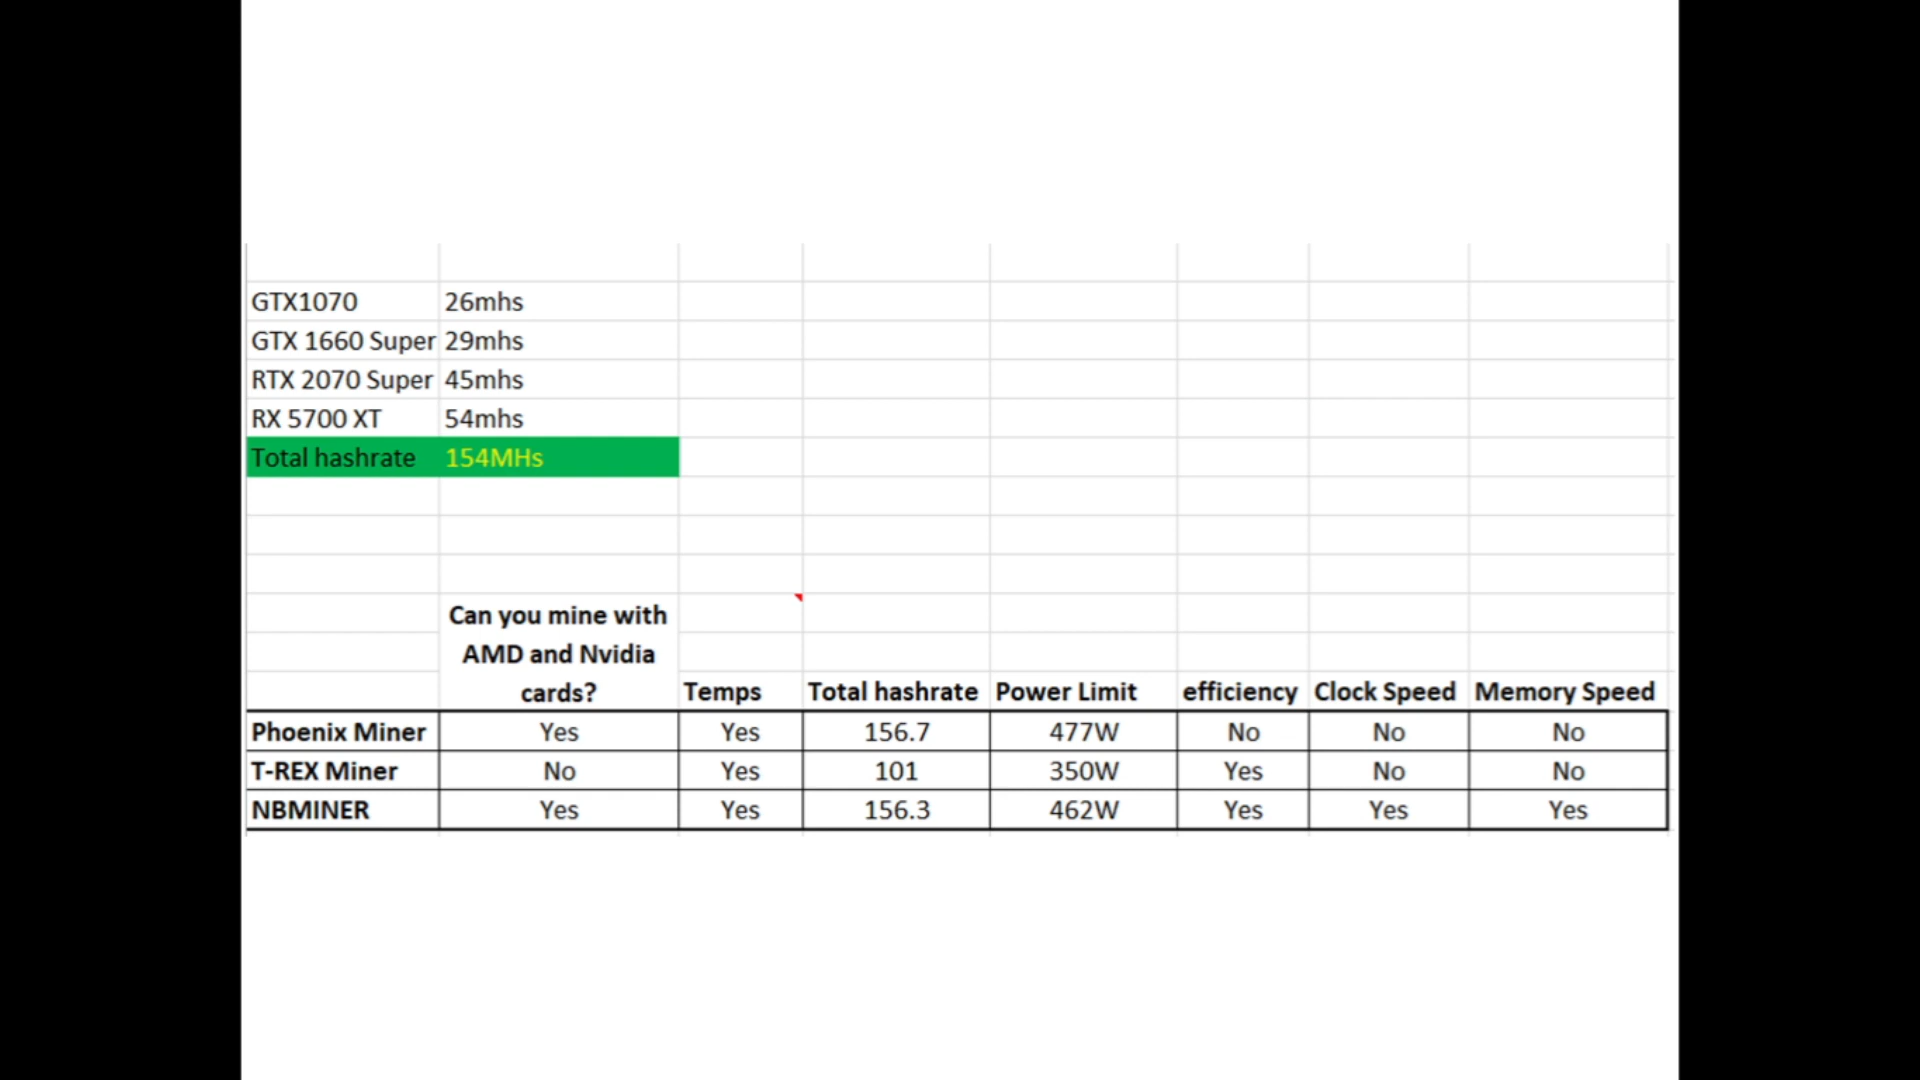 GTX1070 26mhs
GTX 1660 Super 29mhs
RTX 2070 Super 45mhs
RX 5700 XT 54mhs
Total hashrate 154MHs
Can you mine with
AMD and Nvidia
cards? Temps Total hashrate Power Limit efficiency Clock Speed Memory Speed
Phoenix Miner Yes Yes 156.7 477W No No No
T-REX Miner No Yes 101 350W Yes No No
NBMINER Yes Yes 156.3 462W Yes Yes Yes